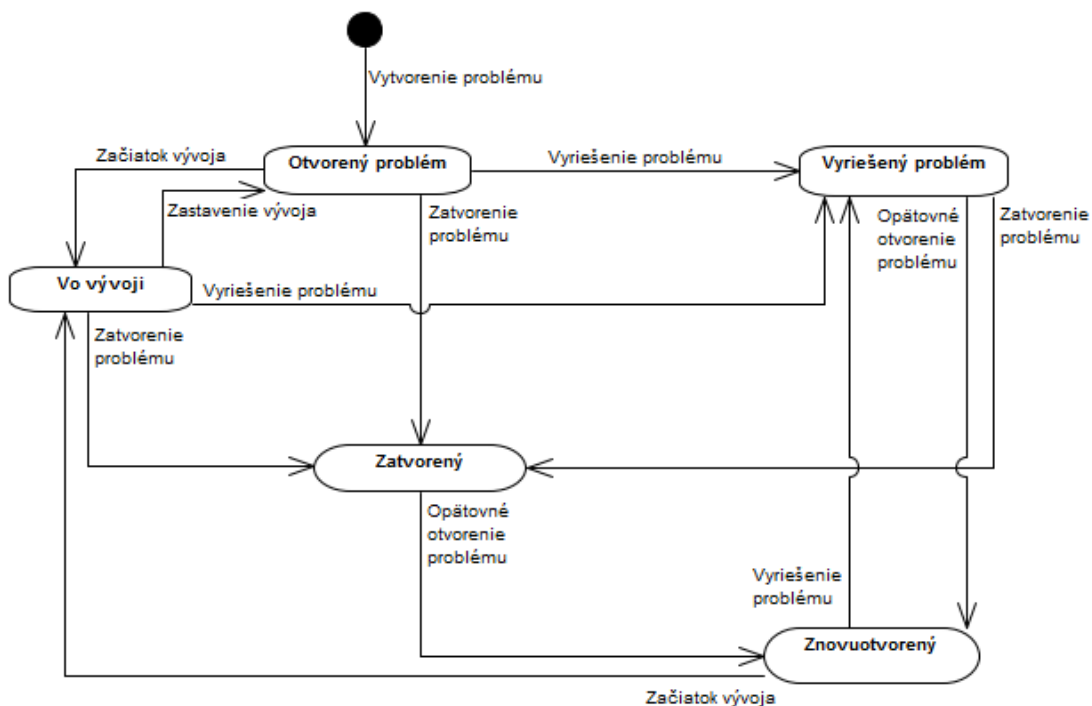 Vytvorenie problému
Začiatok vývoja
Otvorený problém
Vyriešenie problému
Vyriešený problém
Zastavenie vývoja
Zatvorenie
problému
Opätovné
otvorenie
problému
Zatvorenie
problému
Vo vývoji
Vyriešenie problému
Zatvorenie
problému
Zatvorený
Opätovné
otvorenie
problému
Vyriešenie
problému
Znovuotvorený
Začiatok vývoja